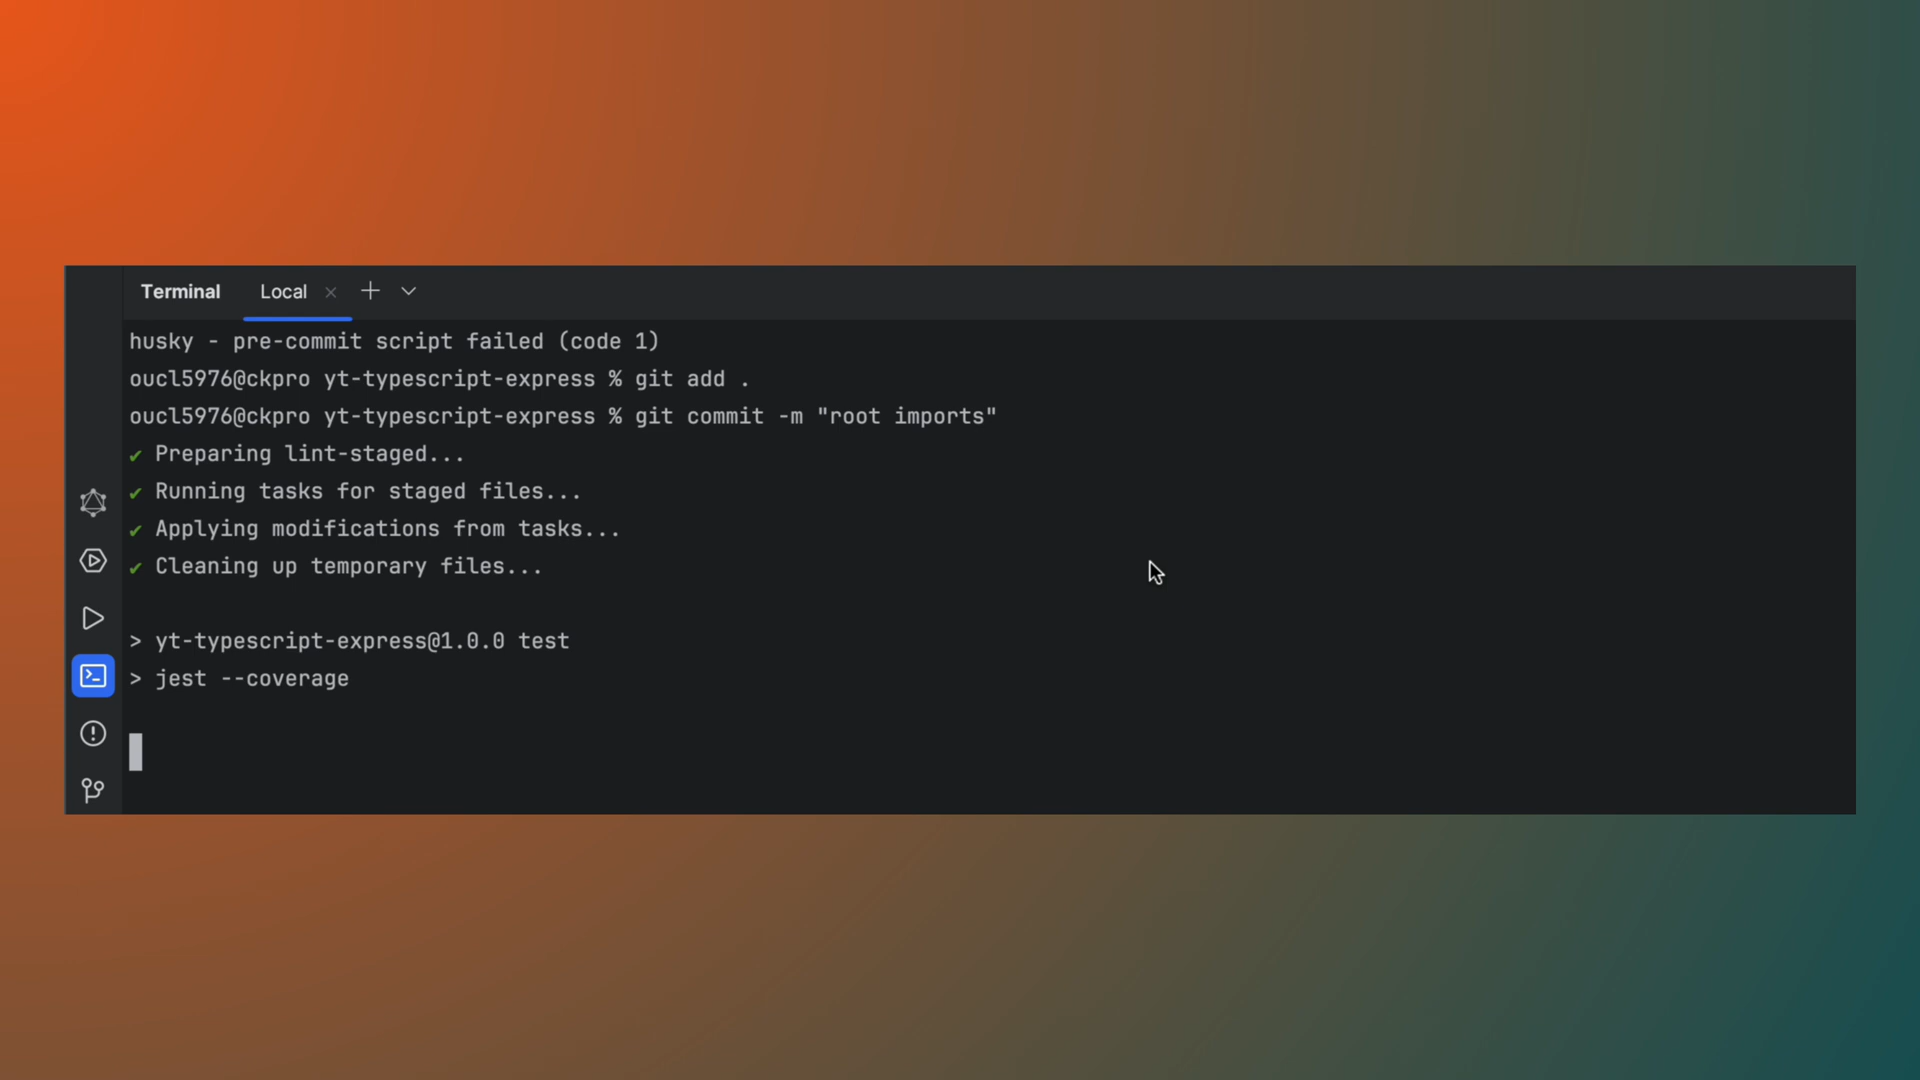 Terminal Local
husky - pre-commit script failed (code 1)
oucl5976@ckpro yt-typescript-express % git add .
oucl5976@ckpro yt-typescript-express % git commit -m "root imports"
✔ Preparing lint-staged...
✔ Running tasks for staged files...
✔ Applying modifications from tasks...
✔ Cleaning up temporary files...
> yt-typescript-express@1.0.0 test
> jest --coverage